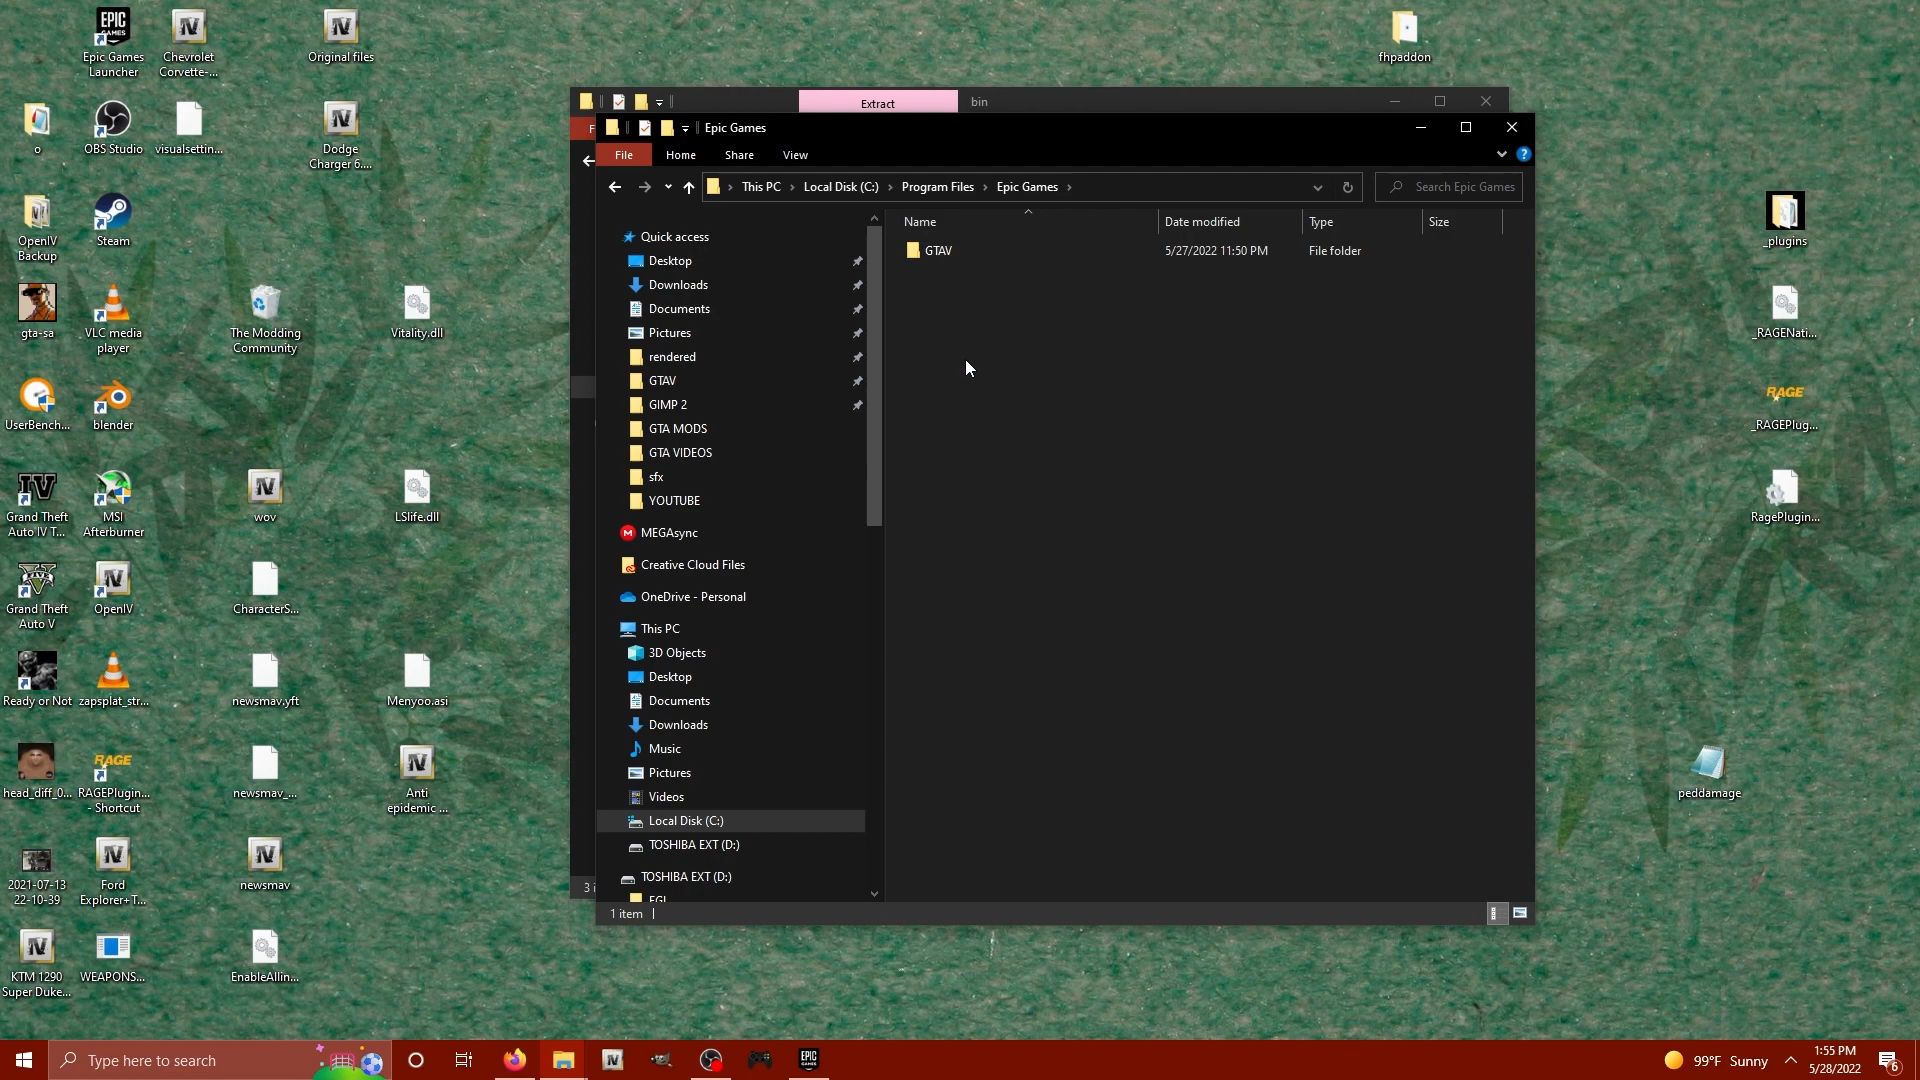 Epic Games
Launcher
Chevrolet
Corvette-...
Original files
fhpaddon
o
OBS Studio
visualsettin...
Dodge
Charger 6....
OpenIV
Backup
Steam
_plugins
gta-sa
VLC media
player
The Modding
Community
Vitality.dll
_RAGENati...
UserBench...
blender
RAGE
_RAGEPlug...
Grand Theft
Auto IV T...
MSI
Afterburner
wov
LSlife.dll
RagePlugin...
Grand Theft
Auto V
OpenIV
CharacterS...
Ready or Not
zapsplat_str...
newsmav.yft
Menyoo.asi
head_diff_0...
RAGE
RAGEPlugin...
- Shortcut
newsmav_...
Anti
epidemic ...
peddamage
2021-07-13
22-10-39
Ford
Explorer+T...
newsmav
KTM 1290
Super Duke...
WEAPONS...
EnableAllin...
Extract
bin
Epic Games
File
Home
Share
View
This PC
Local Disk (C:)
Program Files
Epic Games
Search Epic Games
Name
Date modified
Type
Size
GTAV
5/27/2022 11:50 PM
File folder
Quick access
Desktop
Downloads
Documents
Pictures
rendered
GTAV
GIMP 2
GTA MODS
GTA VIDEOS
sfx
YOUTUBE
MEGAsync
Creative Cloud Files
OneDrive - Personal
This PC
3D Objects
Desktop
Documents
Downloads
Music
Pictures
Videos
Local Disk (C:)
TOSHIBA EXT (D:)
TOSHIBA EXT (D:)
EGL
1 item
Type here to search
EPIC
GAMES
99°F Sunny
1:55 PM
5/28/2022
6